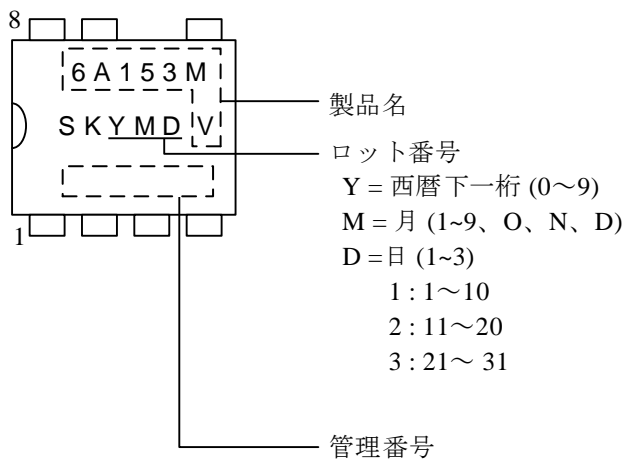 8
6A153M
SKYMD V
1
製品名
ロット番号
Y = 西暦下一桁 (0～9)
M = 月 (1~9、O、N、D)
D =日 (1~3)
1 : 1～10
2 : 11～20
3 : 21～ 31
管理番号